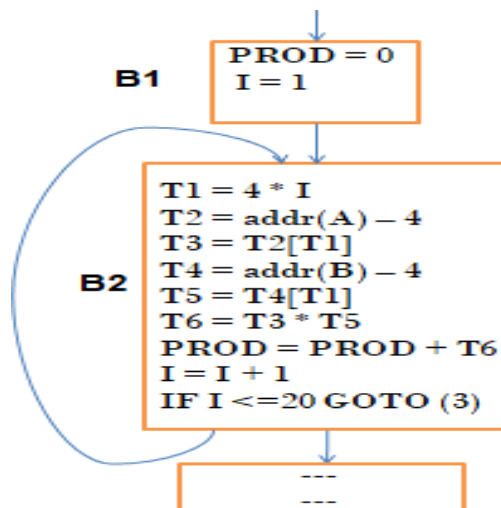 PROD = 0
I = 1
B1
T1 = 4 * I
T2 = addr(A) – 4
T3 = T2[T1]
T4 = addr(B) – 4
T5 = T4[T1]
T6 = T3 * T5
PROD = PROD + T6
I = I + 1
IF I <=20 GOTO (3)
B2
---
---